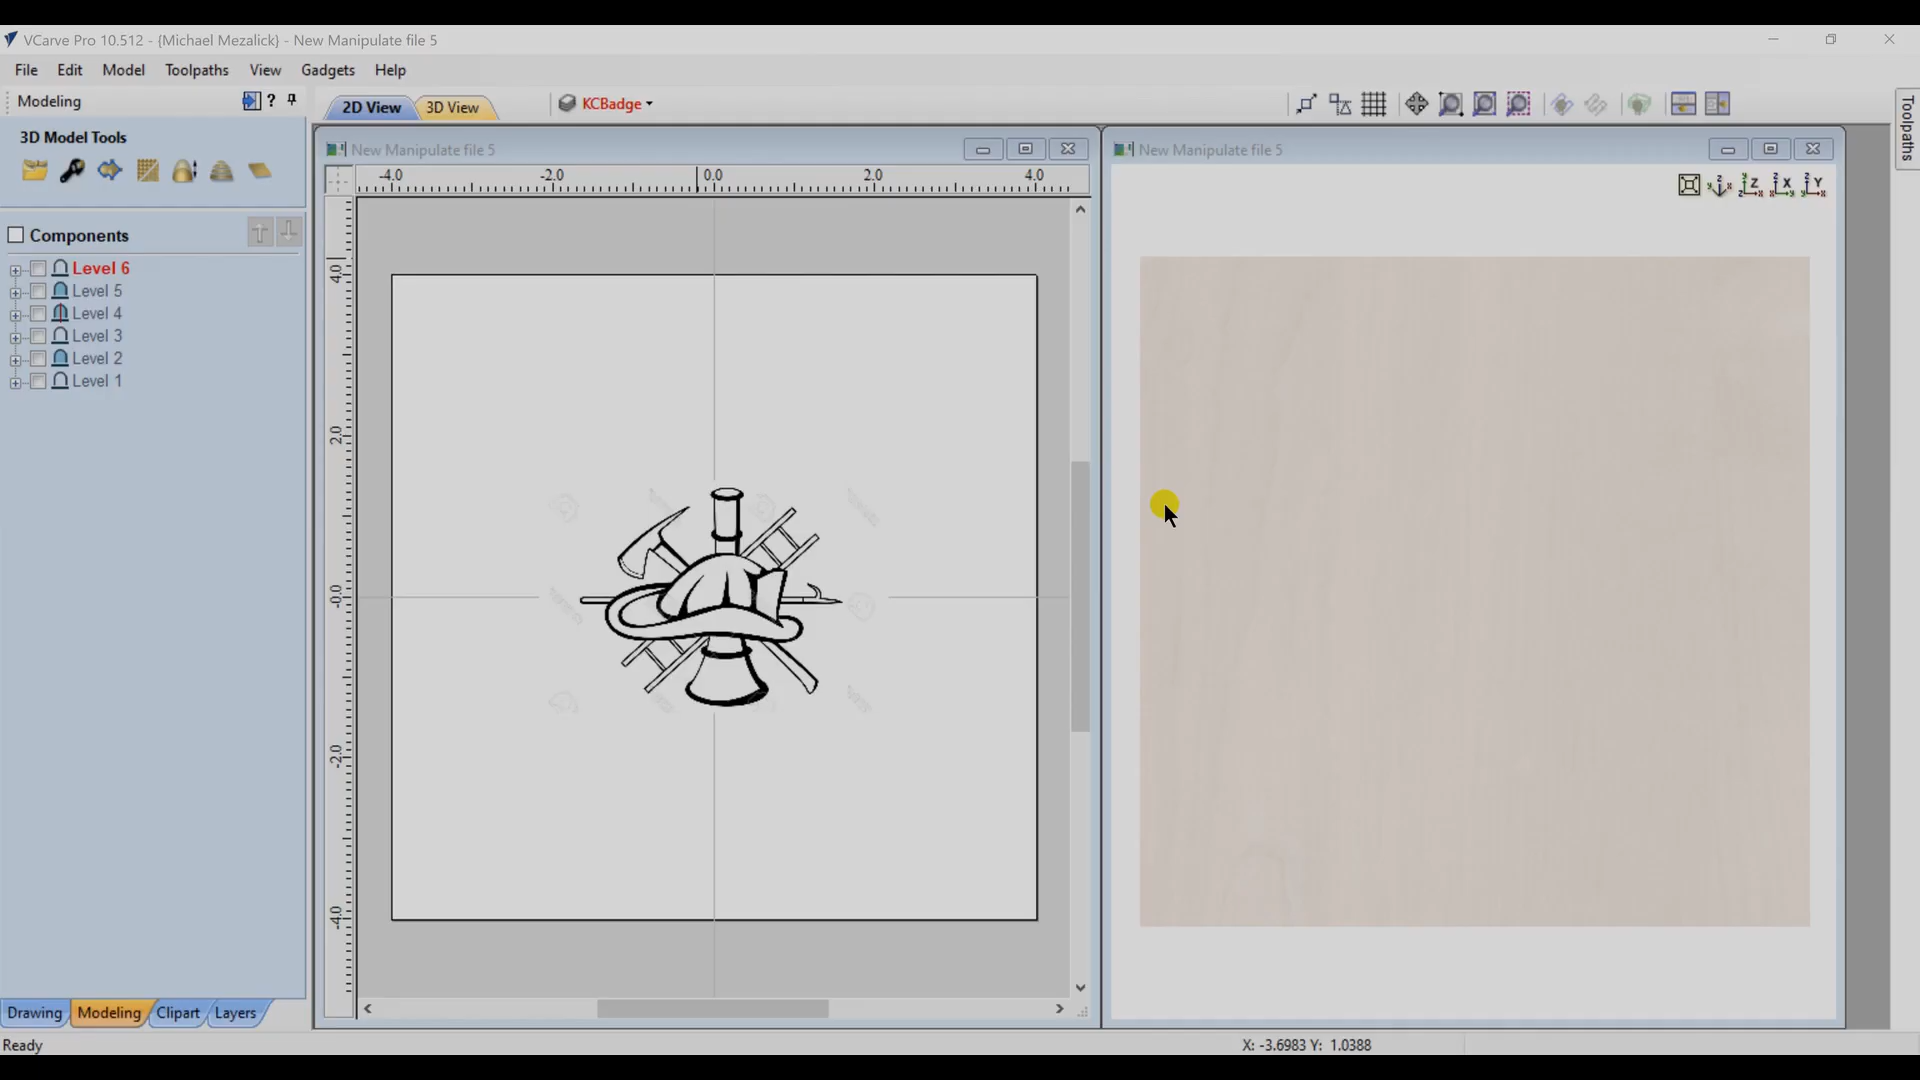 VCarve Pro 10.512 - {Michael Mezalick} - New Manipulate file 5
File Edit Model Toolpaths View Gadgets Help
Modeling ?
2D View 3D View KCBadge
Toolpaths
3D Model Tools
New Manipulate file 5
New Manipulate file 5
-4.0 -2.0 0.0 2.0 4.0
Z X Y
Components
Level 6
Level 5
Level 4
Level 3
Level 2
Level 1
4.0
2.0
-0.0
-2.0
-4.0
Drawing Modeling Clipart Layers
Ready
X: -3.6983 Y: 1.0388